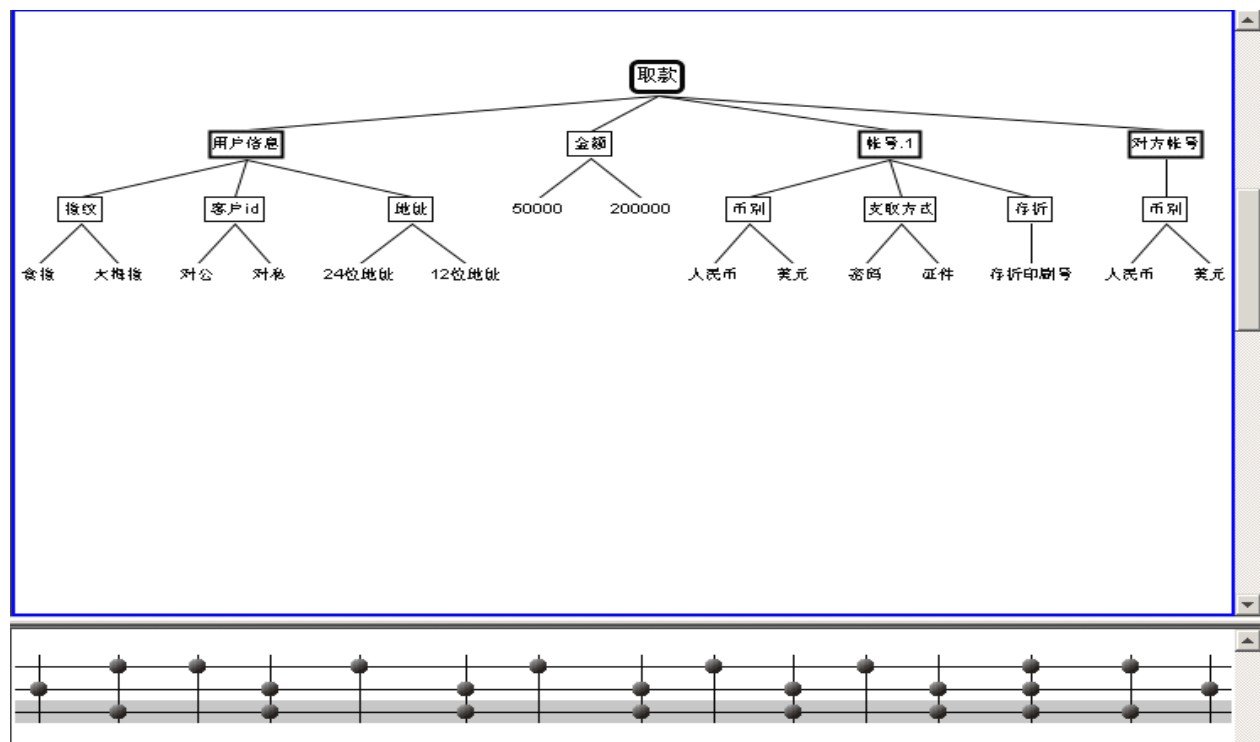 取款
用户信息 金额 帐号.1 对方帐号
指纹 客户id 地址 50000 200000 币别 支取方式 存折 币别
食指 大拇指 对公 对私 24位地址 12位地址 人民币 美元 密码 证件 存折印刷号 人民币 美元